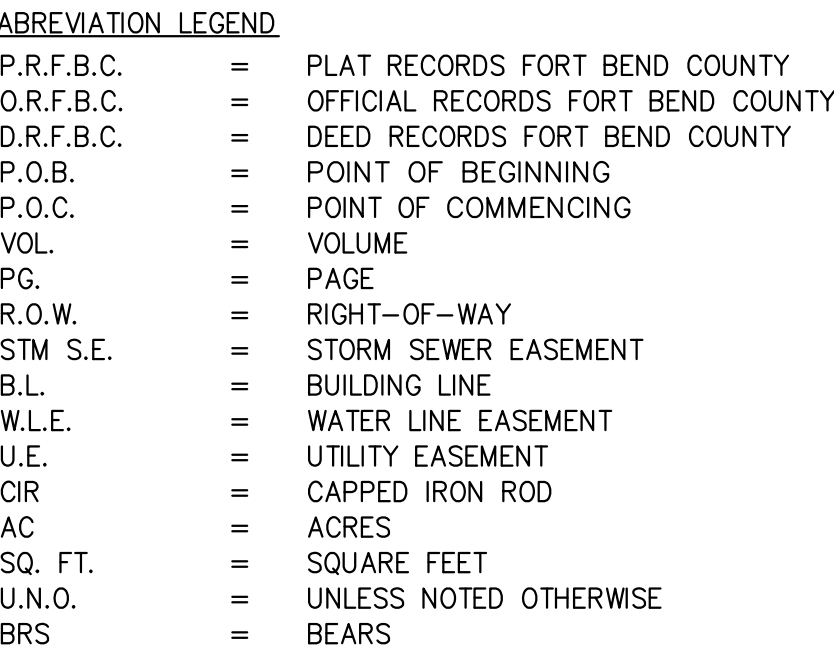 ABREVIATION LEGEND
P.R.F.B.C. = PLAT RECORDS FORT BEND COUNTY
O.R.F.B.C. = OFFICIAL RECORDS FORT BEND COUNTY
D.R.F.B.C. = DEED RECORDS FORT BEND COUNTY
P.O.B. = POINT OF BEGINNING
P.O.C. = POINT OF COMMENCING
VOL. = VOLUME
PG. = PAGE
R.O.W. = RIGHT-OF-WAY
STM S.E. = STORM SEWER EASEMENT
B.L. = BUILDING LINE
W.L.E. = WATER LINE EASEMENT
U.E. = UTILITY EASEMENT
CIR = CAPPED IRON ROD
AC = ACRES
SQ. FT. = SQUARE FEET
U.N.O. = UNLESS NOTED OTHERWISE
BRS = BEARS